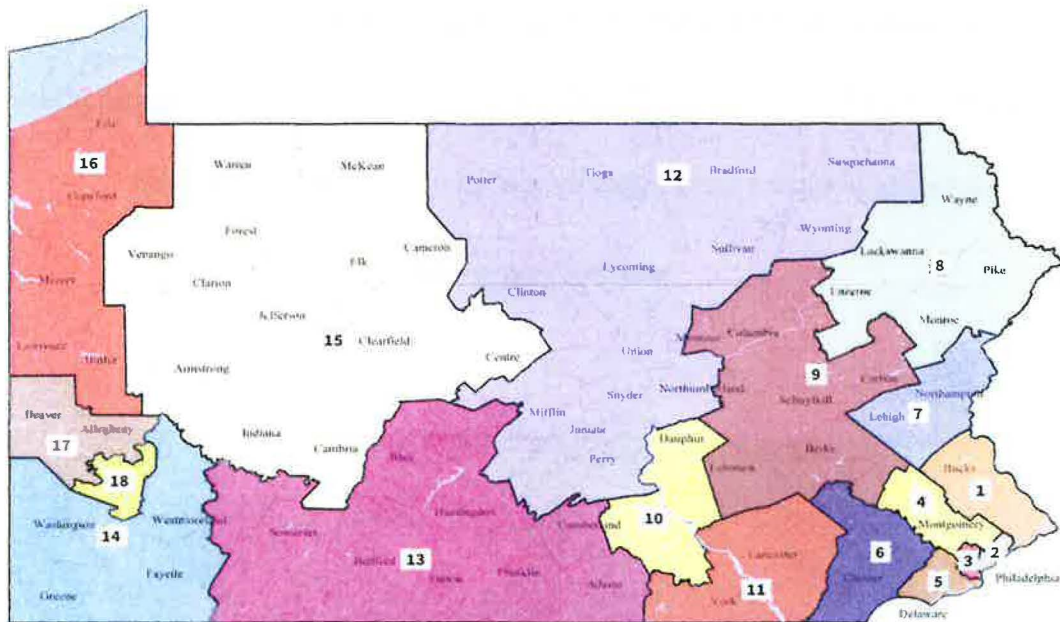 Erie
16
Crawford
Mercer
Lawrence
Butler
Warren
McKean
Forest
Venango
Clarion
Elk
Cameron
Jefferson
15
Clearfield
Centre
Armstrong
Indiana
Cambria
Potter
Tioga
12
Bradford
Susquehanna
Wyoming
Sullivan
Lycoming
Clinton
Union
Snyder
Northumberland
Mifflin
Juniata
Perry
Wayne
Lackawanna
8
Pike
Luzerne
Monroe
Montour
Columbia
9
Carbon
Schuylkill
Berks
Lebanon
Northampton
Lehigh
7
Beaver
Allegheny
17
18
Washington
14
Westmoreland
Fayette
Greene
Blair
Huntingdon
Somerset
Bedford
13
Fulton
Franklin
Adams
Dauphin
Cumberland
10
Lancaster
11
York
6
Chester
Bucks
1
4
Montgomery
2
3
Philadelphia
5
Delaware